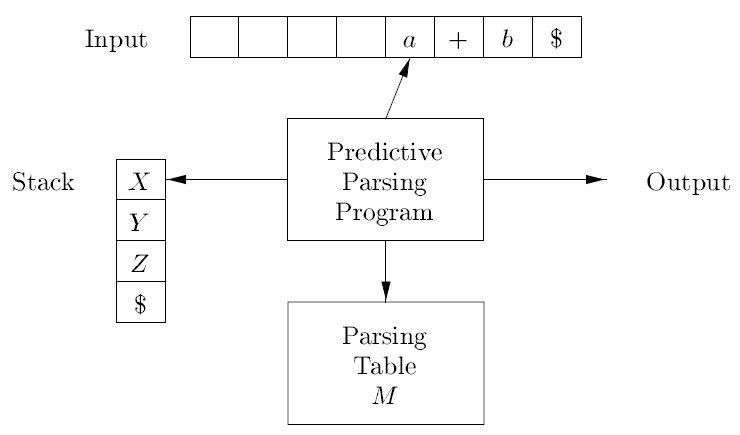 Input
a + b $
Predictive
Parsing
Program
Stack
X
Y
Z
$
Output
Parsing
Table
M